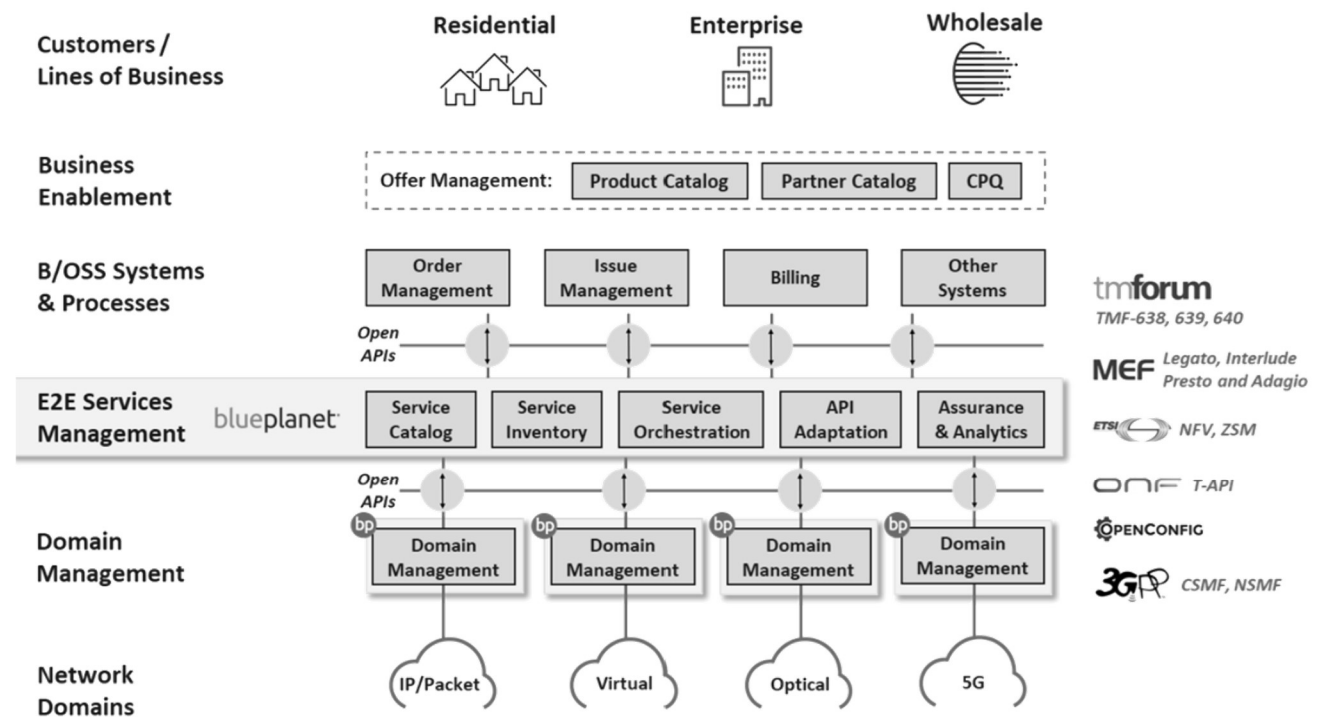 Customers / Lines of Business
Residential
Enterprise
Wholesale
Business Enablement
Offer Management:
Product Catalog
Partner Catalog
CPQ
B/OSS Systems & Processes
Order Management
Issue Management
Billing
Other Systems
Open APIs
tmforum
TMF-638, 639, 640
MEF
Legato, Interlude
Presto and Adagio
E2E Services Management
blueplanet
Service Catalog
Service Inventory
Service Orchestration
API Adaptation
Assurance & Analytics
ETSI
NFV, ZSM
Open APIs
ONF
T-API
Domain Management
bp
Domain Management
bp
Domain Management
bp
Domain Management
bp
Domain Management
OPENCONFIG
3GPP
CSMF, NSMF
Network Domains
IP/Packet
Virtual
Optical
5G